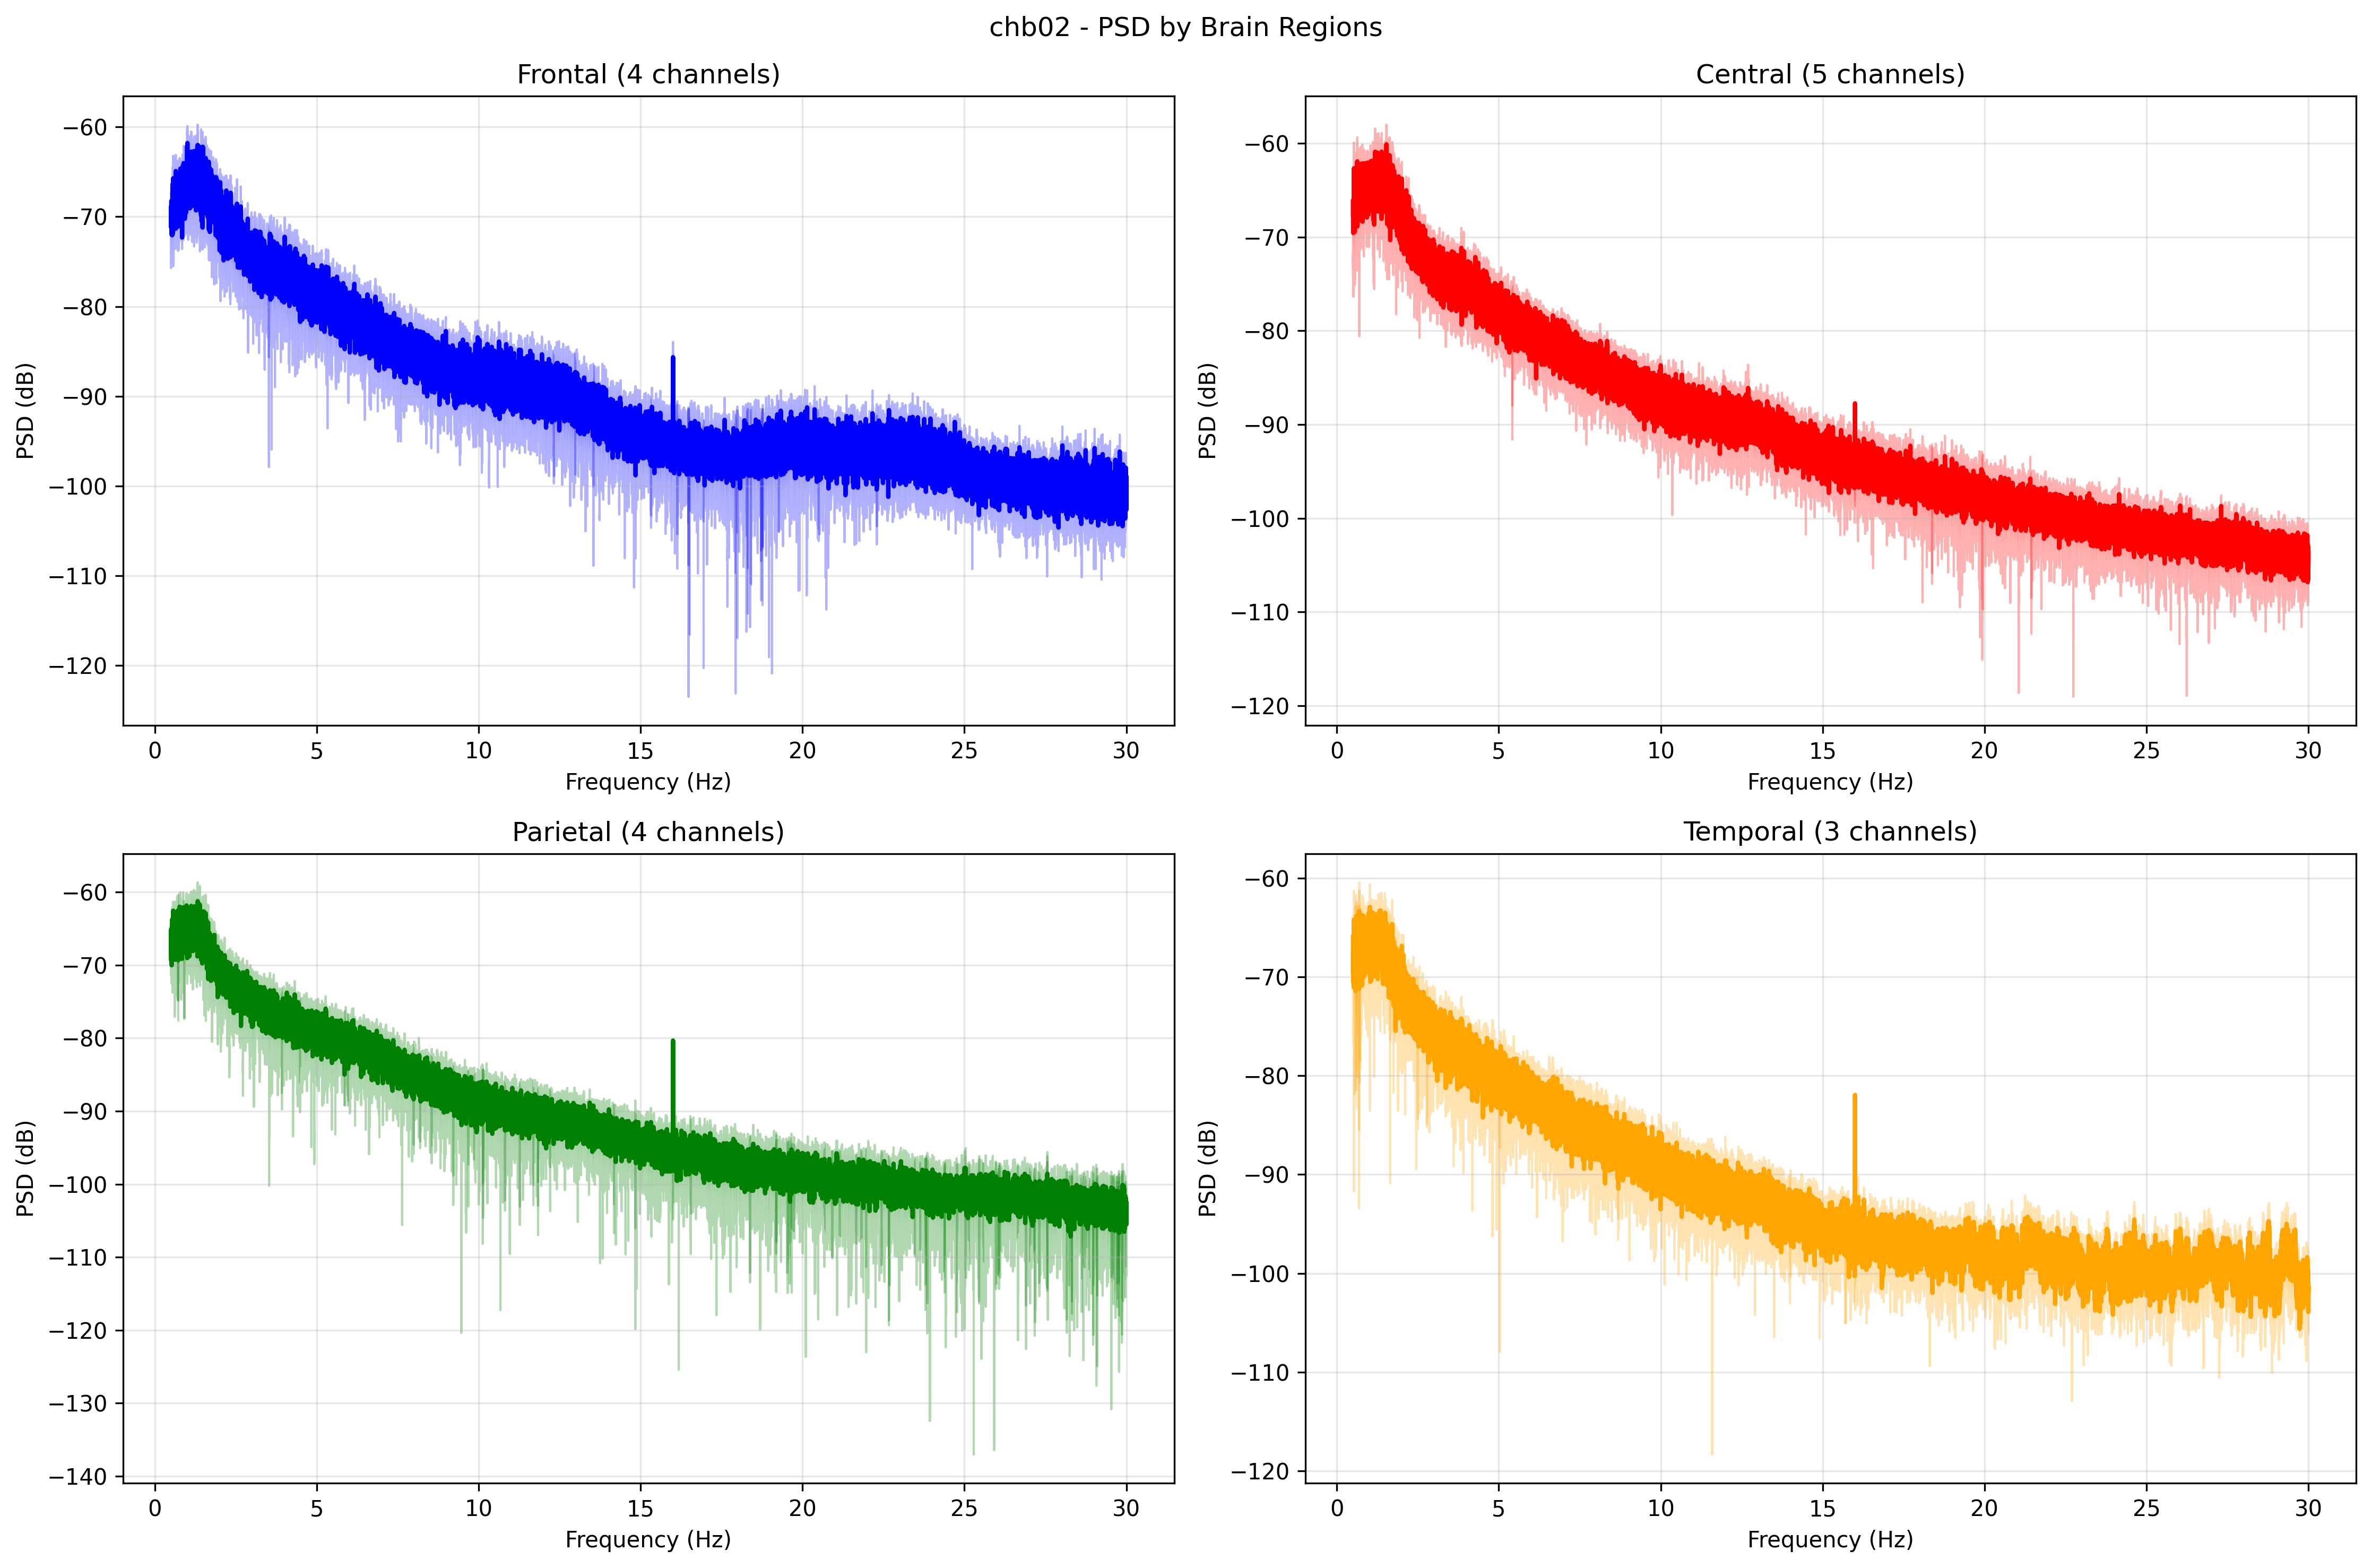 chb02 - PSD by Brain Regions
Frontal (4 channels)
Central (5 channels)
PSD (dB)
−60
−70
−80
−90
−100
−110
−120
0 5 10 15 20 25 30
Frequency (Hz)
PSD (dB)
−60
−70
−80
−90
−100
−110
−120
0 5 10 15 20 25 30
Frequency (Hz)
Parietal (4 channels)
Temporal (3 channels)
PSD (dB)
−60
−70
−80
−90
−100
−110
−120
−130
−140
0 5 10 15 20 25 30
Frequency (Hz)
PSD (dB)
−60
−70
−80
−90
−100
−110
−120
0 5 10 15 20 25 30
Frequency (Hz)